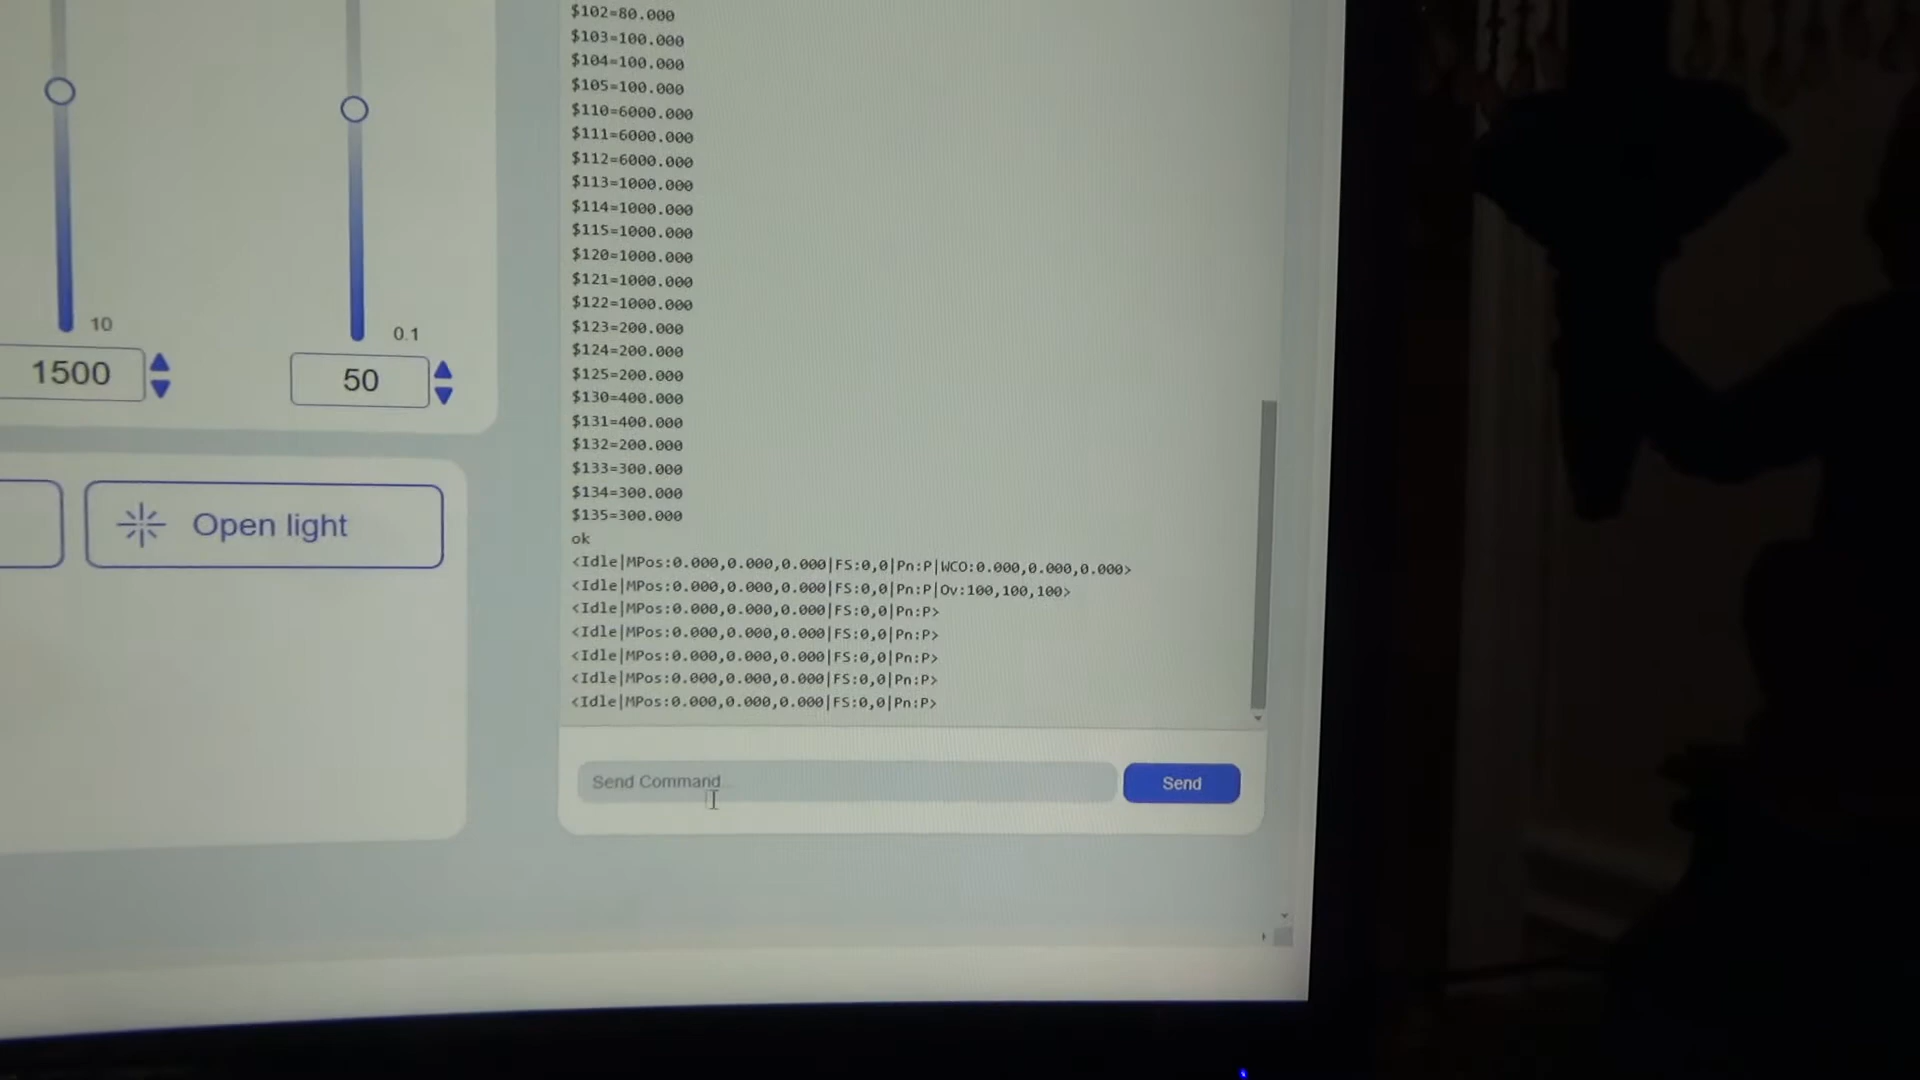 10
1500
0.1
50
Open light
$102=80.000
$103=100.000
$104=100.000
$105=100.000
$110=6000.000
$111=6000.000
$112=6000.000
$113=1000.000
$114=1000.000
$115=1000.000
$120=1000.000
$121=1000.000
$122=1000.000
$123=200.000
$124=200.000
$125=200.000
$130=400.000
$131=400.000
$132=200.000
$133=300.000
$134=300.000
$135=300.000
ok
<Idle|MPos:0.000,0.000,0.000|FS:0,0|Pn:P|WCO:0.000,0.000,0.000>
<Idle|MPos:0.000,0.000,0.000|FS:0,0|Pn:P|Ov:100,100,100>
<Idle|MPos:0.000,0.000,0.000|FS:0,0|Pn:P>
<Idle|MPos:0.000,0.000,0.000|FS:0,0|Pn:P>
<Idle|MPos:0.000,0.000,0.000|FS:0,0|Pn:P>
<Idle|MPos:0.000,0.000,0.000|FS:0,0|Pn:P>
<Idle|MPos:0.000,0.000,0.000|FS:0,0|Pn:P>
Send Command...
Send